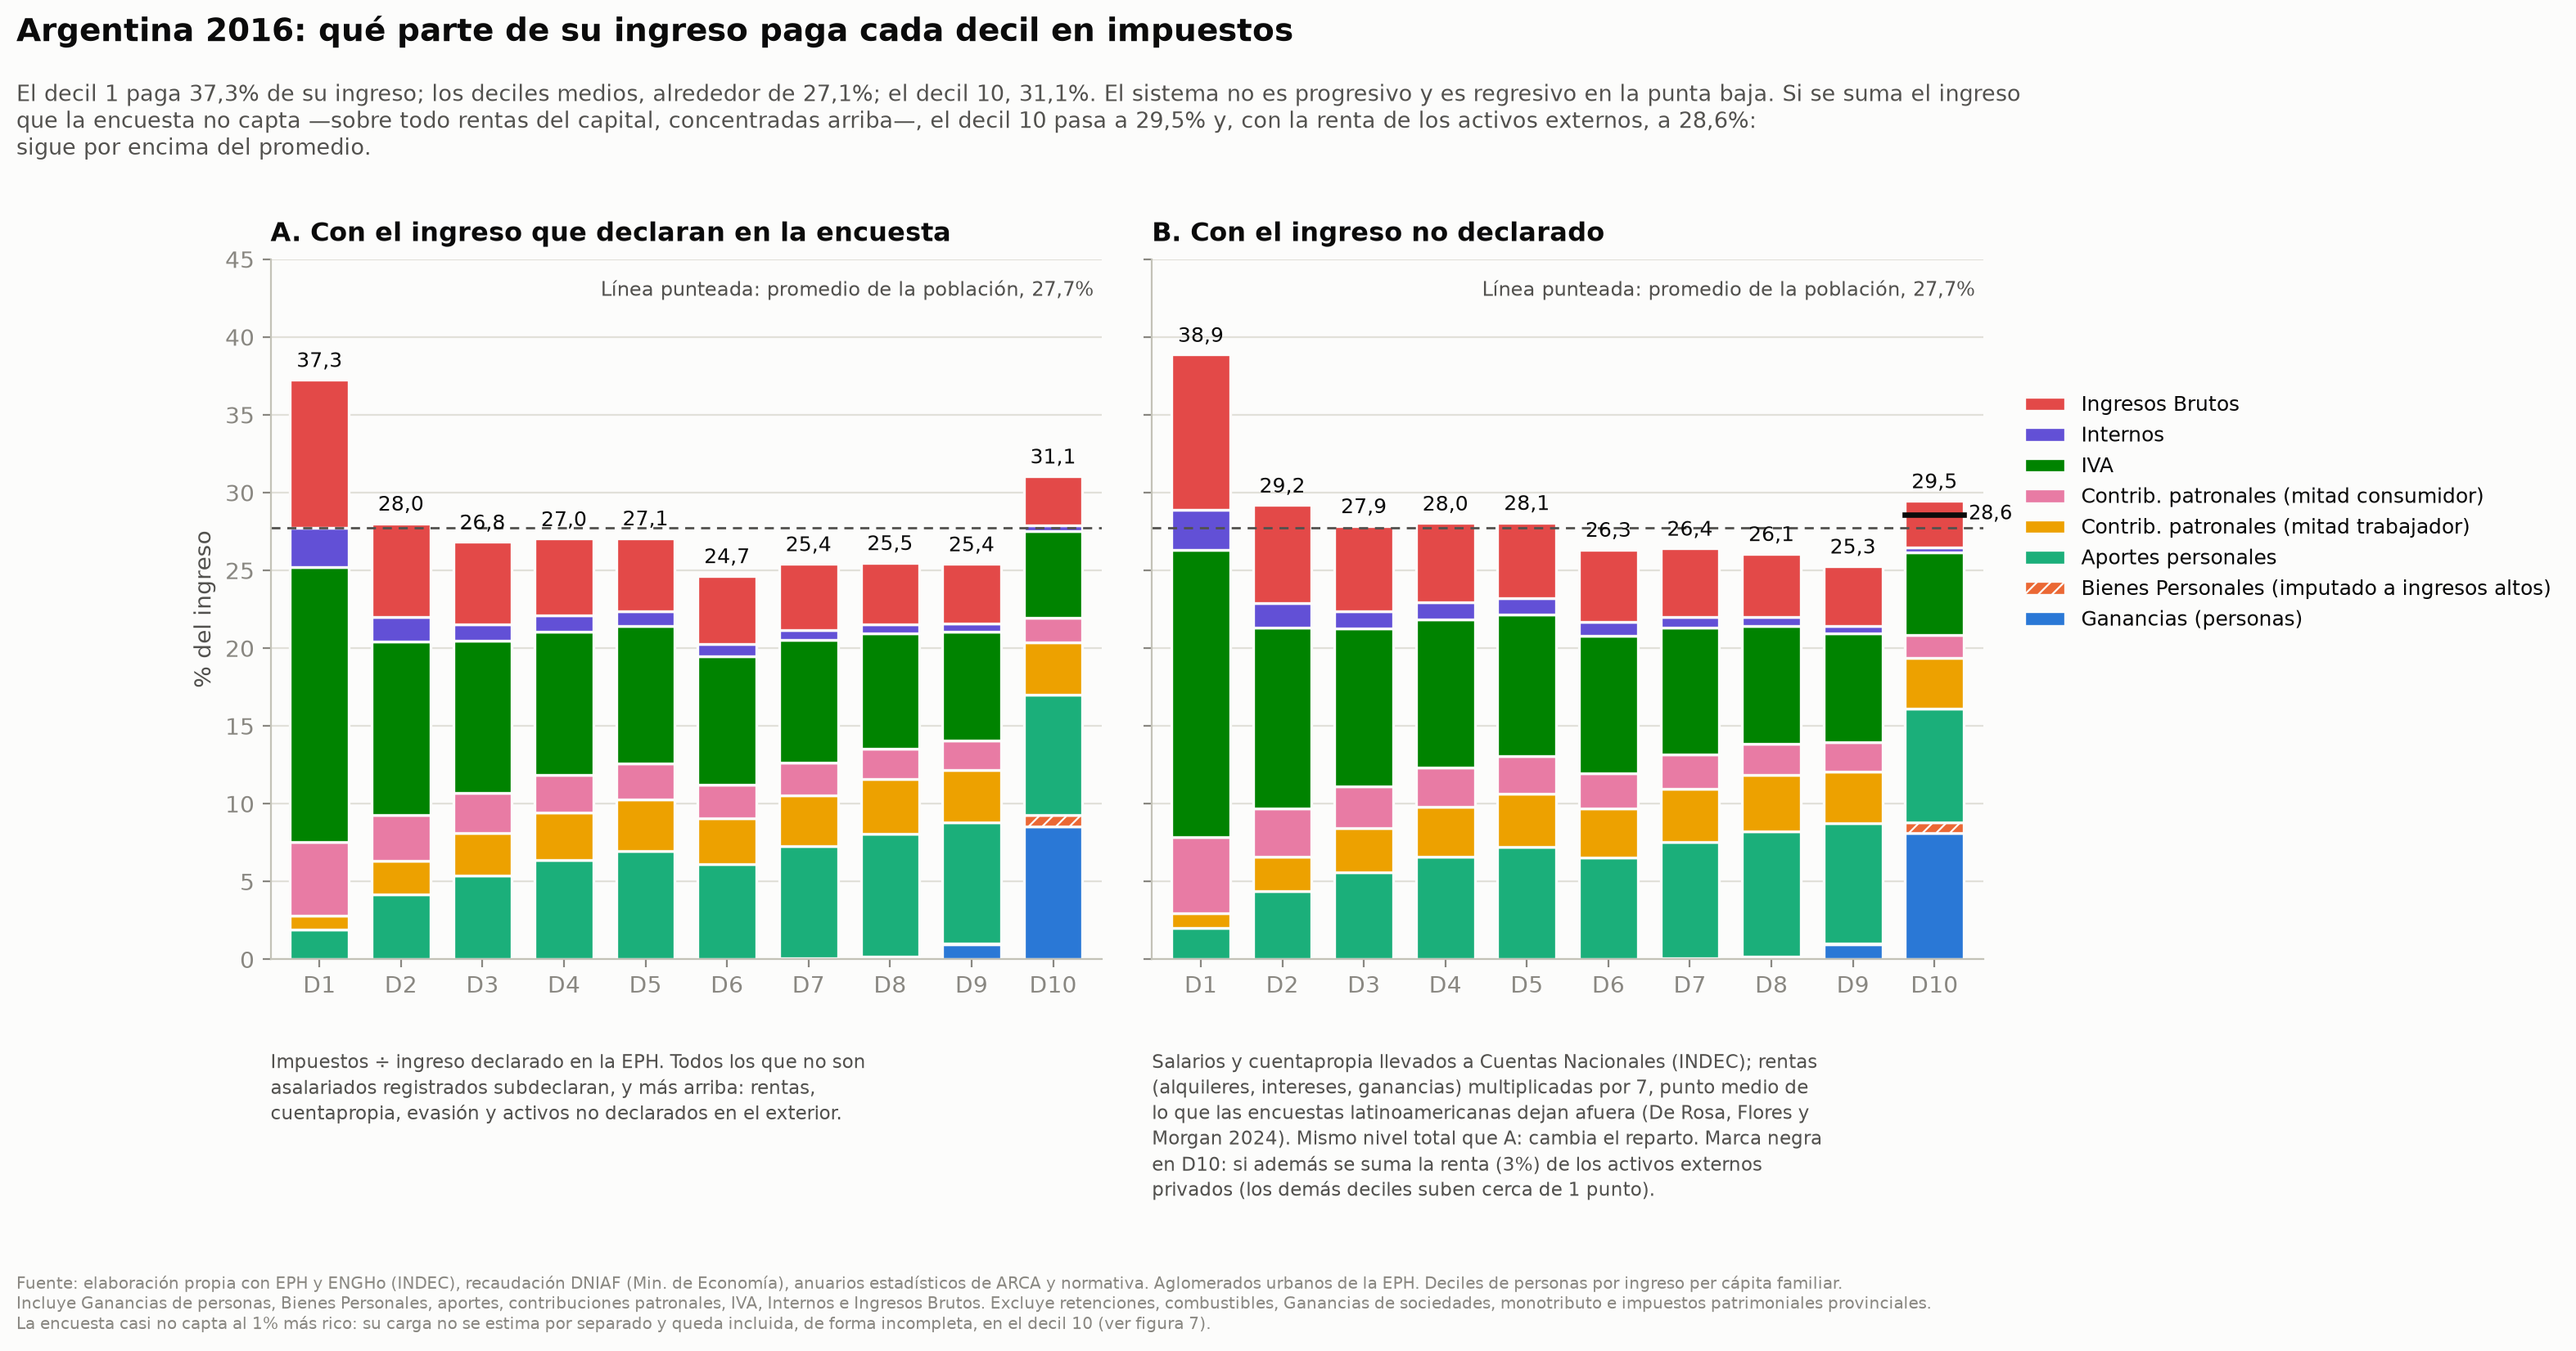 Argentina 2016: qué parte de su ingreso paga cada decil en impuestos
El decil 1 paga 37,3% de su ingreso; los deciles medios, alrededor de 27,1%; el decil 10, 31,1%. El sistema no es progresivo y es regresivo en la punta baja. Si se suma el ingreso
que la encuesta no capta —sobre todo rentas del capital, concentradas arriba—, el decil 10 pasa a 29,5% y, con la renta de los activos externos, a 28,6%:
sigue por encima del promedio.
A. Con el ingreso que declaran en la encuesta
Línea punteada: promedio de la población, 27,7%
% del ingreso
45
40
35
30
25
20
15
10
5
0
37,3
28,0
26,8
27,0
27,1
24,7
25,4
25,5
25,4
31,1
D1 D2 D3 D4 D5 D6 D7 D8 D9 D10
Impuestos ÷ ingreso declarado en la EPH. Todos los que no son
asalariados registrados subdeclaran, y más arriba: rentas,
cuentapropia, evasión y activos no declarados en el exterior.
B. Con el ingreso no declarado
Línea punteada: promedio de la población, 27,7%
38,9
29,2
27,9
28,0
28,1
26,3
26,4
26,1
25,3
29,5
28,6
D1 D2 D3 D4 D5 D6 D7 D8 D9 D10
Salarios y cuentapropia llevados a Cuentas Nacionales (INDEC); rentas
(alquileres, intereses, ganancias) multiplicadas por 7, punto medio de
lo que las encuestas latinoamericanas dejan afuera (De Rosa, Flores y
Morgan 2024). Mismo nivel total que A: cambia el reparto. Marca negra
en D10: si además se suma la renta (3%) de los activos externos
privados (los demás deciles suben cerca de 1 punto).
Ingresos Brutos
Internos
IVA
Contrib. patronales (mitad consumidor)
Contrib. patronales (mitad trabajador)
Aportes personales
Bienes Personales (imputado a ingresos altos)
Ganancias (personas)
Fuente: elaboración propia con EPH y ENGHo (INDEC), recaudación DNIAF (Min. de Economía), anuarios estadísticos de ARCA y normativa. Aglomerados urbanos de la EPH. Deciles de personas por ingreso per cápita familiar.
Incluye Ganancias de personas, Bienes Personales, aportes, contribuciones patronales, IVA, Internos e Ingresos Brutos. Excluye retenciones, combustibles, Ganancias de sociedades, monotributo e impuestos patrimoniales provinciales.
La encuesta casi no capta al 1% más rico: su carga no se estima por separado y queda incluida, de forma incompleta, en el decil 10 (ver figura 7).